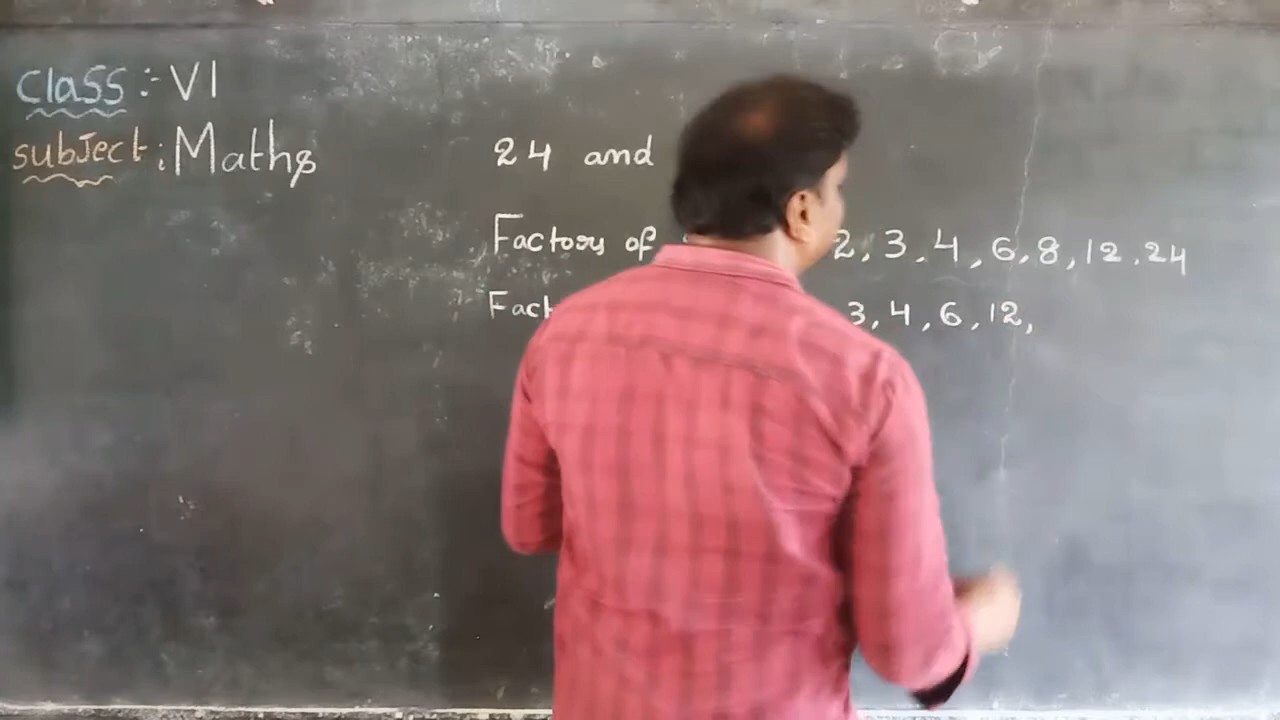 Class :- VI
subject : Maths
24 and
Factors of 2, 3, 4, 6, 8, 12, 24
3, 4, 6, 12,